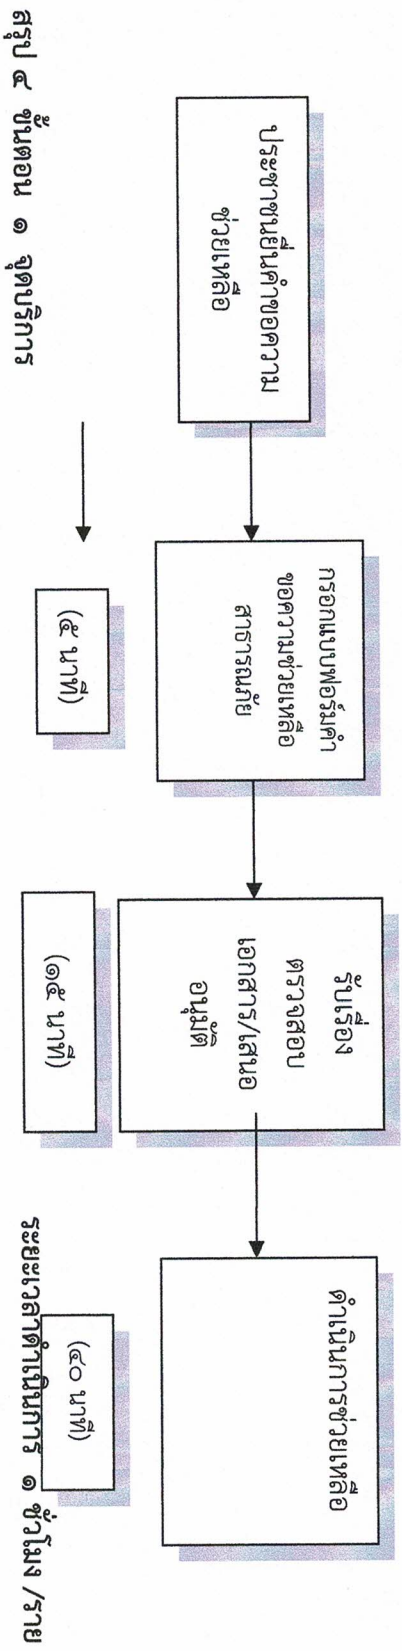 ประชาชนยื่นคำขอความ
ช่วยเหลือ
กรอกแบบฟอร์มคำ
ขอความช่วยเหลือ
สาธารณภัย
รับเรื่อง
ตรวจสอบ
เอกสาร/เสนอ
อนุมัติ
ดำเนินการช่วยเหลือ
(๕ นาที)
(๑๕ นาที)
(๔๐ นาที)
สรุป ๔ ขั้นตอน ๑ จุดบริการ
ระยะเวลาดำเนินการ ๑ ชั่วโมง /ราย